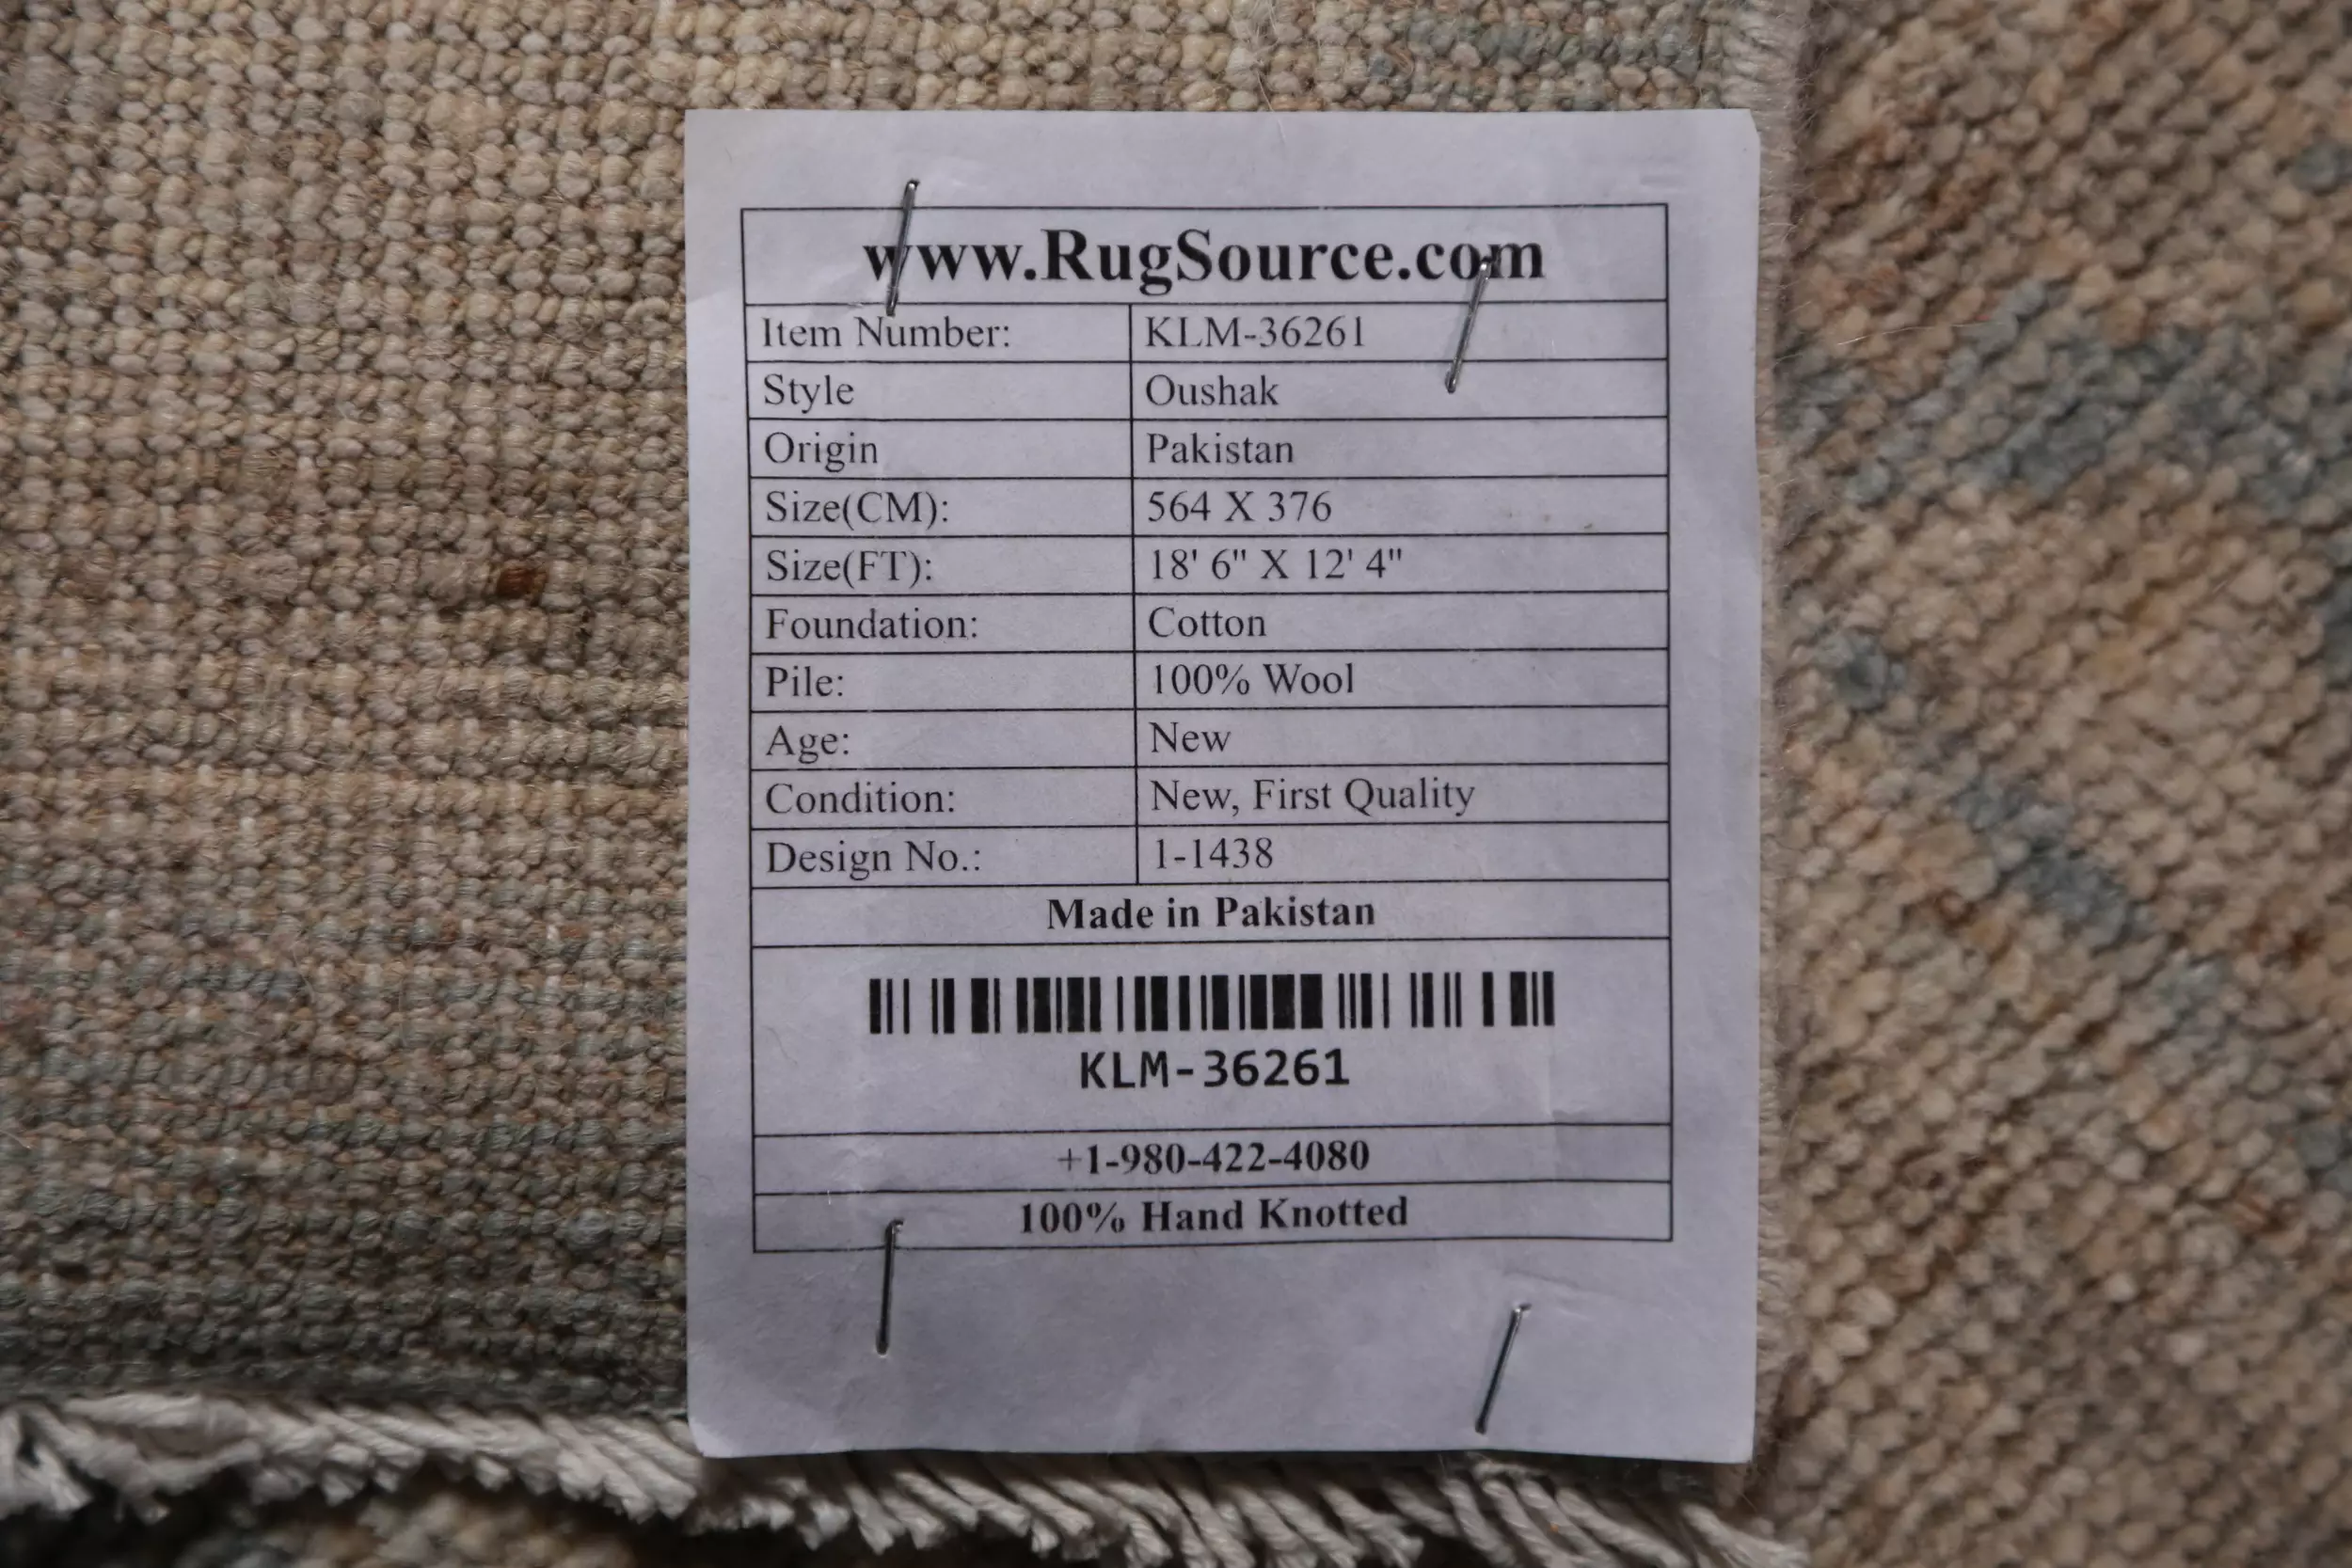 www.RugSource.com
Item Number: KLM-36261
Style Oushak
Origin Pakistan
Size(CM): 564 X 376
Size(FT): 18' 6" X 12' 4"
Foundation: Cotton
Pile: 100% Wool
Age: New
Condition: New, First Quality
Design No.: 1-1438
Made in Pakistan
KLM-36261
+1-980-422-4080
100% Hand Knotted